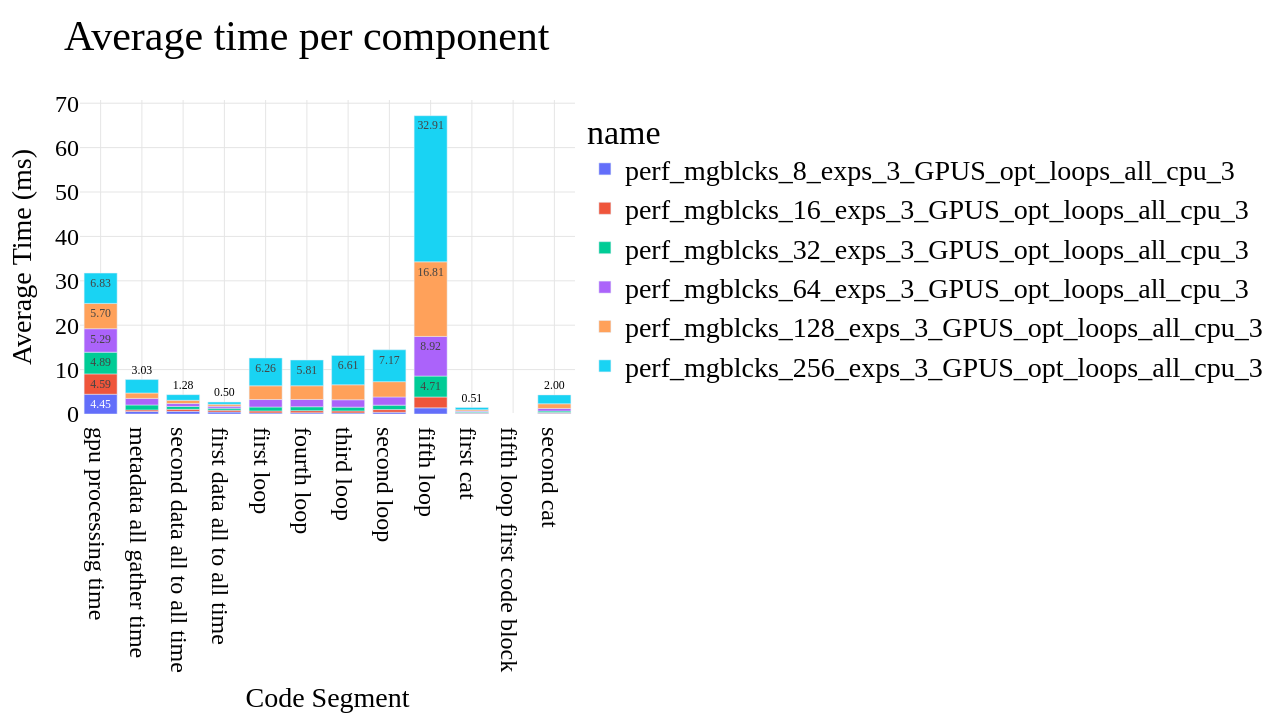 Average time per component
Average Time (ms)
70
60
50
40
30
20
10
0
6.83
5.70
5.29
4.89
4.59
4.45
3.03
1.28
0.50
6.26
5.81
6.61
7.17
32.91
16.81
8.92
4.71
0.51
2.00
gpu processing time
metadata all gather time
second data all to all time
first data all to all time
first loop
fourth loop
third loop
second loop
fifth loop
first cat
fifth loop first code block
second cat
Code Segment
name
perf_mgblcks_8_exps_3_GPUS_opt_loops_all_cpu_3
perf_mgblcks_16_exps_3_GPUS_opt_loops_all_cpu_3
perf_mgblcks_32_exps_3_GPUS_opt_loops_all_cpu_3
perf_mgblcks_64_exps_3_GPUS_opt_loops_all_cpu_3
perf_mgblcks_128_exps_3_GPUS_opt_loops_all_cpu_3
perf_mgblcks_256_exps_3_GPUS_opt_loops_all_cpu_3